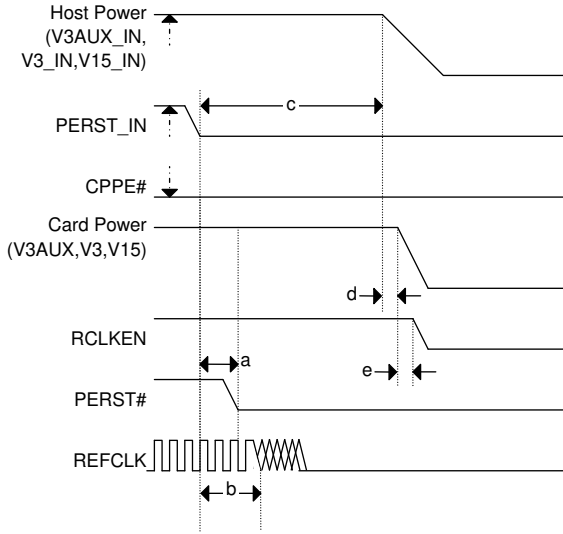 Host Power
(V3AUX_IN,
V3_IN,V15_IN)
c
PERST_IN
CPPE#
Card Power
(V3AUX,V3,V15)
d
RCLKEN
a
e
PERST#
REFCLK
b